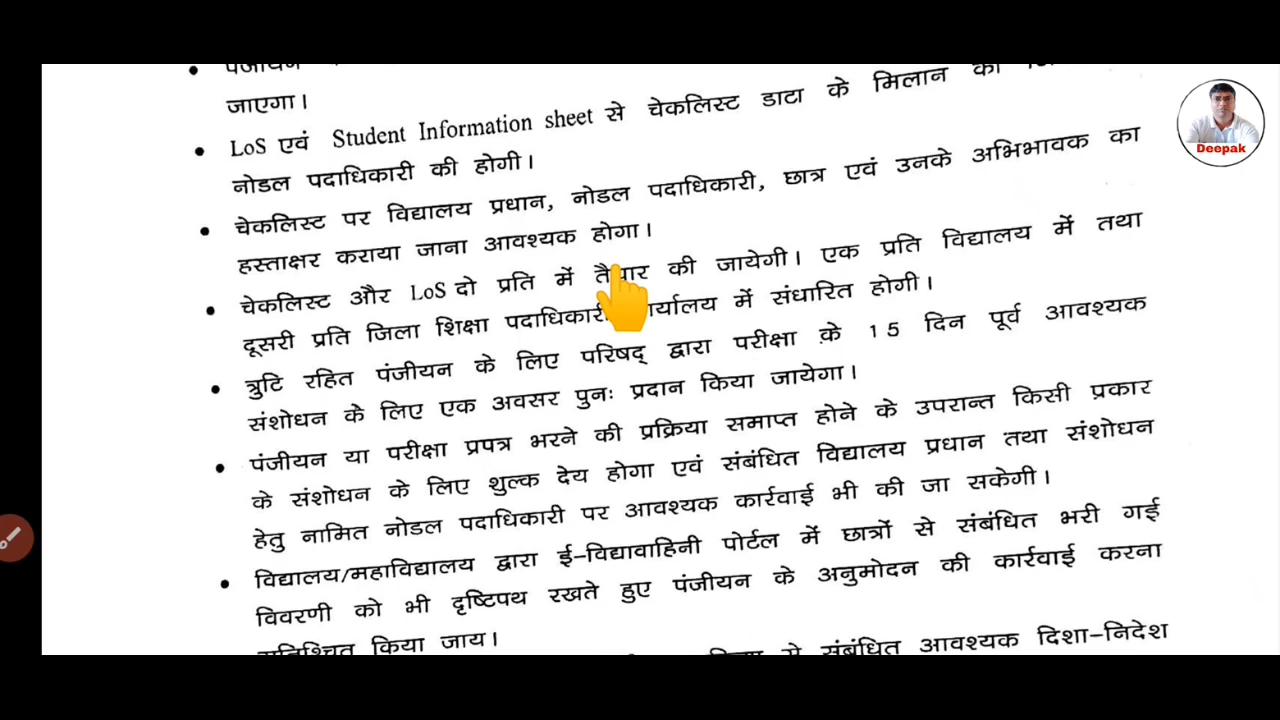 पंजीयन
जाएगा।
LoS एवं Student Information sheet से चेकलिस्ट डाटा के मिलान
नोडल पदाधिकारी की होगी।
चेकलिस्ट पर विद्यालय प्रधान, नोडल पदाधिकारी, छात्र एवं उनके अभिभावक का
हस्ताक्षर कराया जाना आवश्यक होगा।
चेकलिस्ट और LoS दो प्रति में तैयार की जायेगी। एक प्रति विद्यालय में तथा
दूसरी प्रति जिला शिक्षा पदाधिकारी में संधारित होगी।
त्रुटि रहित पंजीयन के लिए परिषद् द्वारा परीक्षा के 15 दिन पूर्व आवश्यक
संशोधन के लिए एक अवसर पुनः प्रदान किया जायेगा।
पंजीयन या परीक्षा प्रपत्र भरने की प्रक्रिया समाप्त होने के उपरान्त किसी प्रकार
के संशोधन के लिए शुल्क देय होगा एवं संबंधित विद्यालय प्रधान तथा संशोधन
हेतु नामित नोडल पदाधिकारी पर आवश्यक कार्रवाई भी की जा सकेगी।
विद्यालय/महाविद्यालय द्वारा ई-विद्यावाहिनी पोर्टल में छात्रों से संबंधित भरी गई
विवरणी को भी दृष्टिपथ रखते हुए पंजीयन के अनुमोदन की कार्रवाई करना
किया जाय।
से संबंधित आवश्यक दिशा-निदेश
Deepak